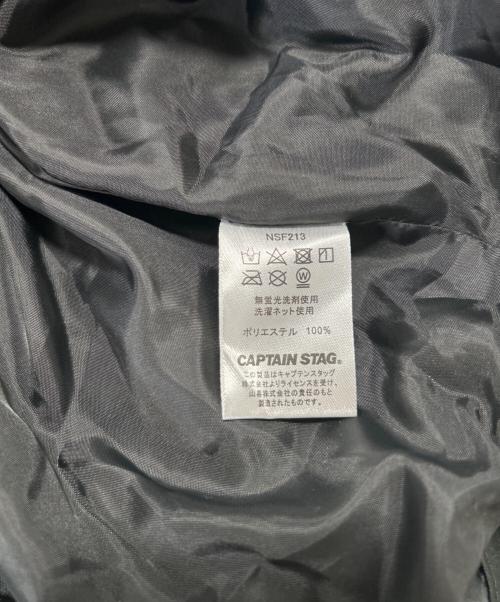 NSF213
無蛍光洗剤使用
洗濯ネット使用
ポリエステル 100%
CAPTAIN STAG®
この製品はキャプテンスタッグ
株式会社よりライセンスを受け、
山喜株式会社の責任のもと
製造されたものです。